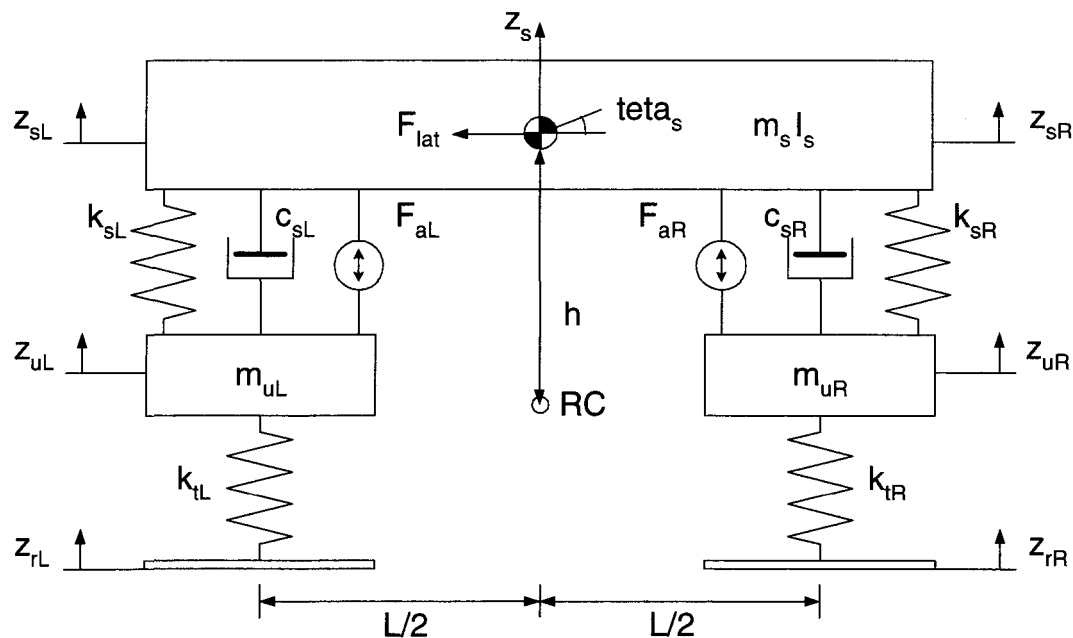 z_s
z_sL
F_lat
teta_s
m_s I_s
z_sR
k_sL
c_sL
F_aL
F_aR
c_sR
k_sR
h
z_uL
m_uL
RC
m_uR
z_uR
k_tL
k_tR
z_rL
z_rR
L/2
L/2